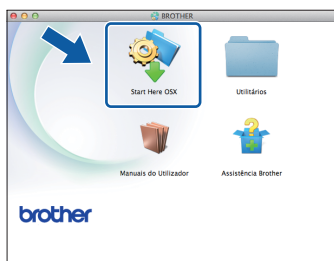 BROTHER
Start Here OSX
Utilitários
Manuais do Utilizador
Assistência Brother
brother